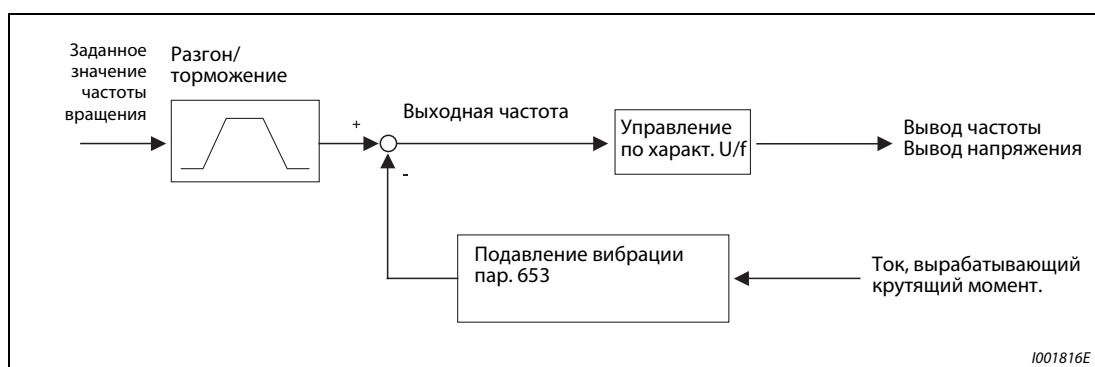 Заданное
значение
частоты
вращения
Разгон/
торможение
+
Выходная частота
-
Управление
по характ. U/f
Вывод частоты
Вывод напряжения
Подавление вибрации
пар. 653
Ток, вырабатывающий
крутящий момент.
I001816E